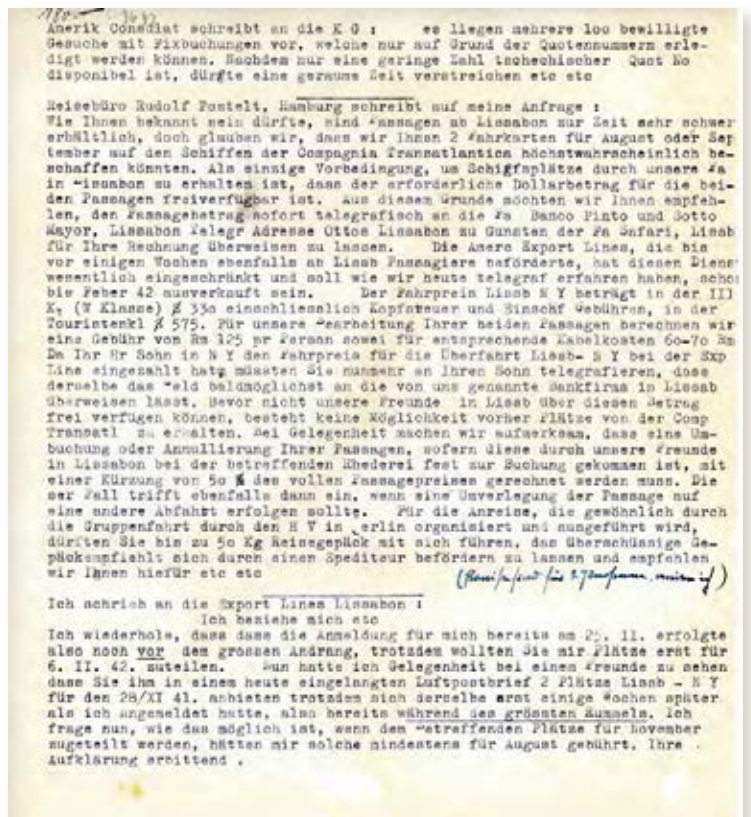 180.—
Amerik Consulat schreibt an die K G :      es liegen mehrere 1oo bewilligte
Gesuche mit Fixbuchungen vor, welche nur auf Grund der Quotennummern erle-
digt werden können. Nachdem nur eine geringe Zahl tschechischer Quot No
disponibel ist, dürfte eine geraume Zeit verstreichen etc etc
Reisebüro Rudolf Postelt, Hamburg schreibt auf meine Anfrage :
Wie Ihnen bekannt sein dürfte, sind Passagen ab Lissabon zur Zeit sehr schwer
erhältlich, doch glauben wir, dass wir Ihnen 2 Fahrkarten für August oder Sep
tember auf den Schiffen der Compagnia Transatlantica höchstwahrscheinlich be-
schaffen könnten. Als einzige Vorbedingung, um Schiffsplätze durch unsere Fa
in Lissabon zu erhalten ist, dass der erforderliche Dollarbetrag für die bei-
den Passagen freiverfügbar ist. Aus diesem Grunde möchten wir Ihnen empfeh-
len, den Passagebetrag sofort telegrafisch an die Fa Banco Pinto und Sotto
Mayor, Lissabon Telegr Adresse Ottos Lissabon zu Gunsten der Fa Safari, Lissb
für Ihre Rechnung überweisen zu lassen.    Die Amere Export Lines, die bis
vor einigen Wochen ebenfalls ab Lissb Passagiere beförderte, hat diesen Diens
wesentlich eingeschränkt und soll wie wir heute telegraf erfahren haben, scho
bis Feber 42 ausverkauft sein.    Der Fahrpreis Lissb N Y beträgt in der III
Kl (W Klasse) $ 33o einschliesslich Kopfsteuer und Einschf Gebühren, in der
Touristenkl $ 575. Für unsere Bearbeitung Ihrer beiden Passagen berechnen wir
eine Gebühr von Rm 125 pr Person sowei für entsprechende Kabelkosten 6o-7o Rm
Da Ihr Hr Sohn in N Y den Fahrpreis für die Überfahrt Lissb- N Y bei der Exp
Line eingezahlt hat, müssten Sie nunmehr an Ihren Sohn telegrafieren, dass
derselbe das Geld baldmöglichst an die von uns genannte Bankfirma in Lissab
überweisen lässt. Bevor nicht unsere Freunde  in Lissab über diesen Betrag
frei verfügen können, besteht keine Möglichkeit vorher Plätze von der Comp
Transatl  zu erhalten. Bei Gelegenheit machen wir aufmerksam, dass eine Um-
buchung oder Annullierung Ihrer Passagen, sofern diese durch unsere Freunde
in Lissabon bei der betreffenden Rhederei fest zur Buchung gekommen ist, mit
einer Kürzung von 5o % des vollen Passagepreises gerechnet werden muss. Die
ser Fall trifft ebenfalls dann ein, wenn eine Umverlegung der Passage auf
eine andere Abfahrt erfolgen sollte.   Für die Anreise, die gewöhnlich durch
die Gruppenfahrt durch den H V in Berlin organisiert und ausgeführt wird,
dürften Sie bis zu 5o Kg Reisegepäck mit sich führen, das überschüssige Ge-
päckempfiehlt sich durch einen Spediteur befördern zu lassen und empfehlen
wir Ihnen hiefür etc etc
Ich schrieh an die Export Lines Lissabon :
Ich beziehe mich etc
Ich wiederhole, dass dass die Anmeldung für mich bereits am 25. II. erfolgte
also noch vor dem grossen Andrang, trotzdem wollten Sie mir Plätze erst für
6. II. 42. zuteilen.    Nun hatte ich Gelegenheit bei einem Freunde zu sehen
dass Sie ihm in einem heute eingelangten Luftpostbrief 2 Plätze Lissb - N Y
für den 28/XI 41. anbieten trotzdem sich derselbe erst einige Wochen später
als ich angemeldet hatte, also bereits während des grössten Rummels. Ich
frage nun, wie das möglich ist, wenn dem Betreffenden Plätze für November
zugeteilt werden, hätten mir solche mindestens für August gebührt. Ihre .
Aufklärung erbittend .